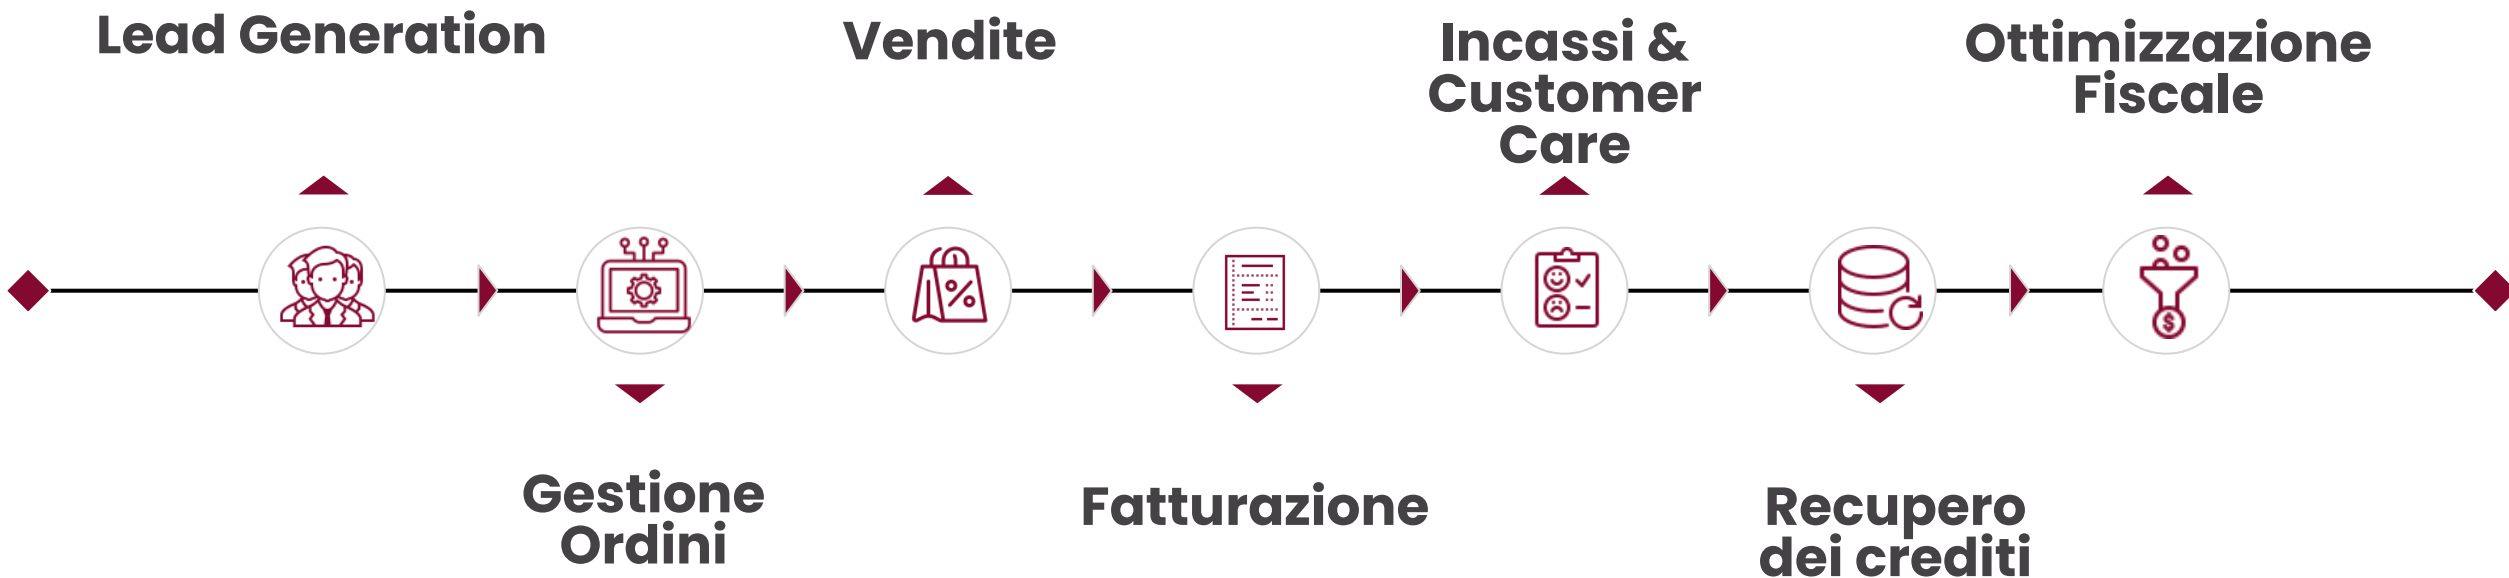 Lead Generation
Gestione
Ordini
Vendite
Fatturazione
Incassi &
Customer
Care
Recupero
dei crediti
Ottimizzazione
Fiscale